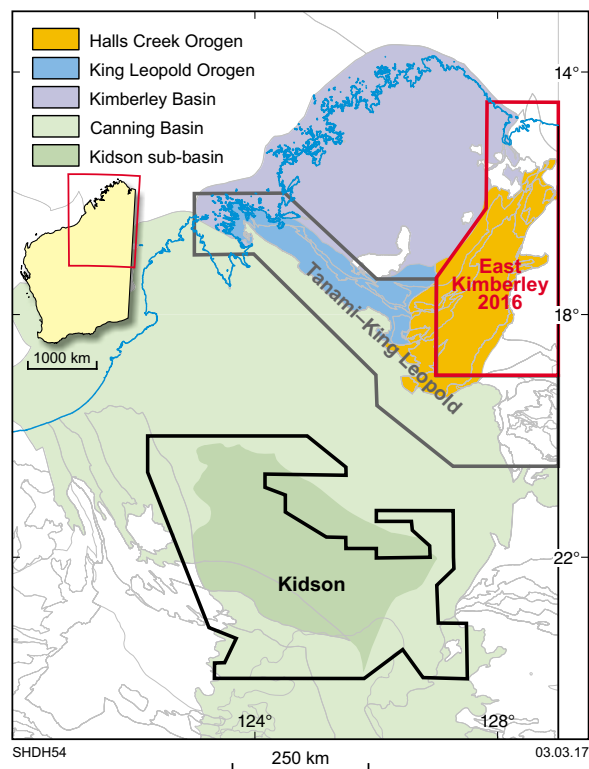 Halls Creek Orogen
King Leopold Orogen
Kimberley Basin
Canning Basin
Kidson sub-basin
14°
1000 km
East
Kimberley
2016
18°
Tanami–King Leopold
22°
Kidson
124°
128°
SHDH54
250 km
03.03.17